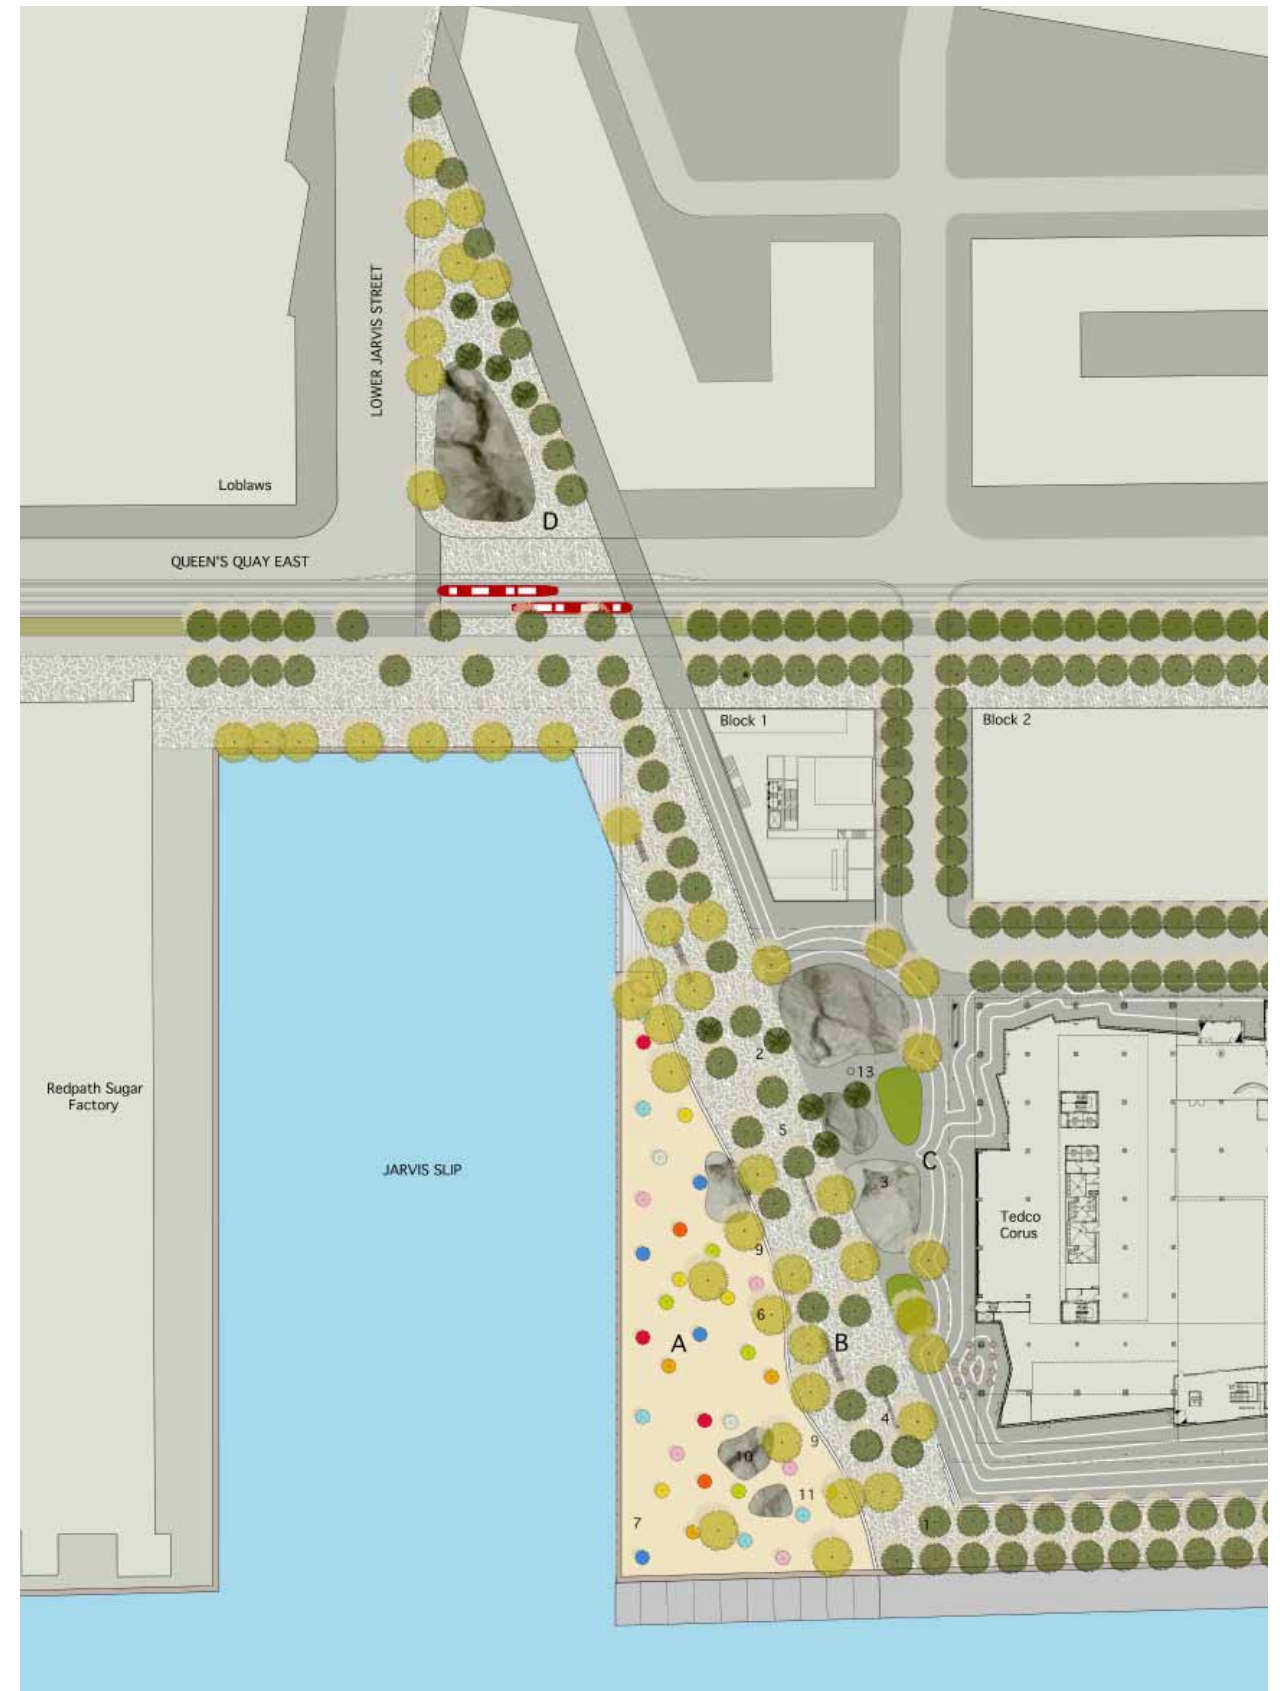 LOWER JARVIS STREET
Loblaws
D
QUEEN'S QUAY EAST
Block 1
Block 2
2
13
Redpath Sugar
Factory
5
JARVIS SLIP
C
3
Tedco
Corus
9
6
A
B
4
9
10
11
7
1